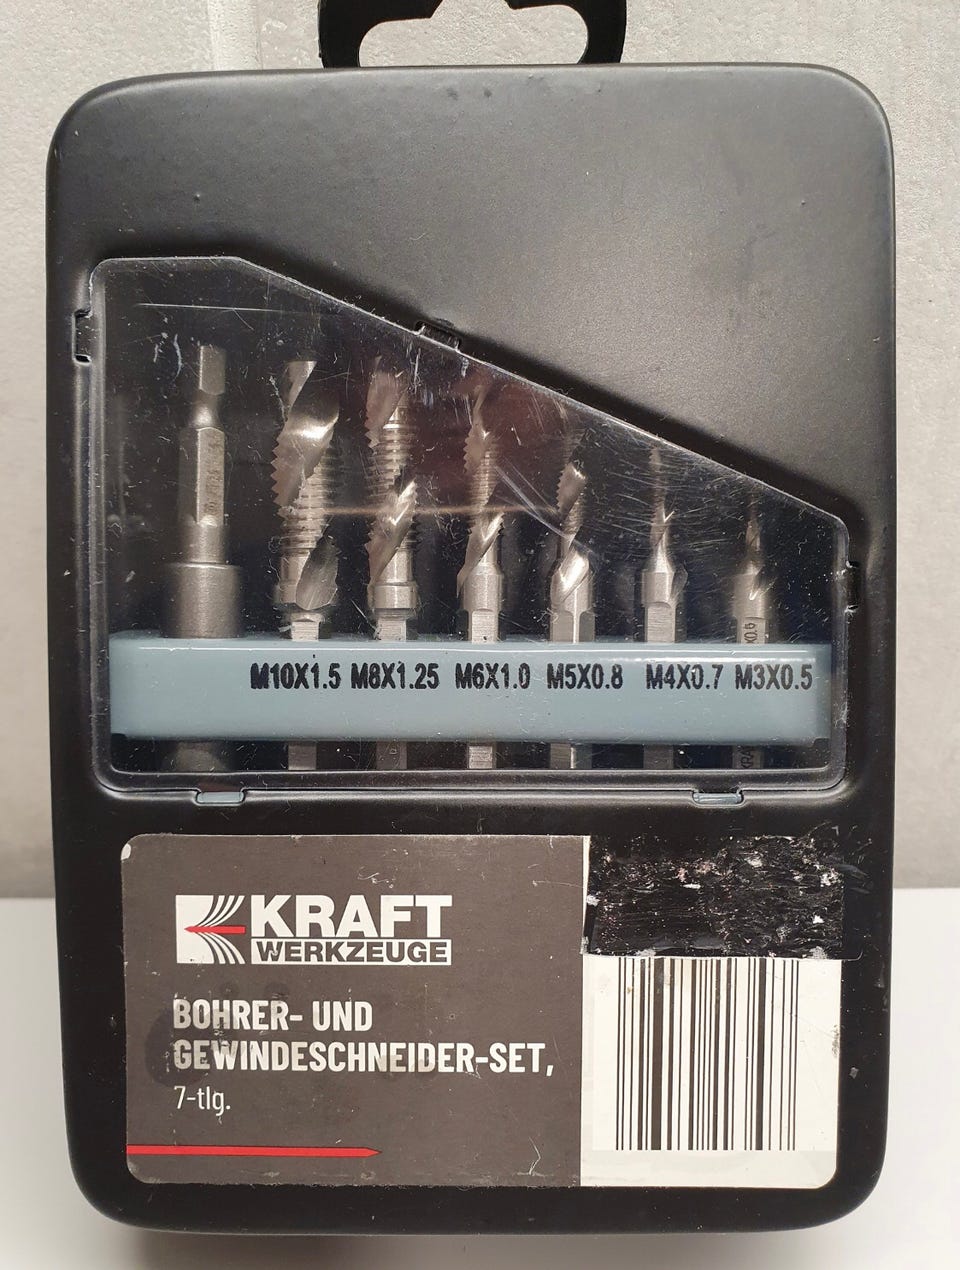 M10X1.5 M8X1.25 M6X1.0 M5X0.8 M4X0.7 M3X0.5
KRAFT
WERKZEUGE
BOHRER- UND
GEWINDESCHNEIDER-SET,
7-tlg.